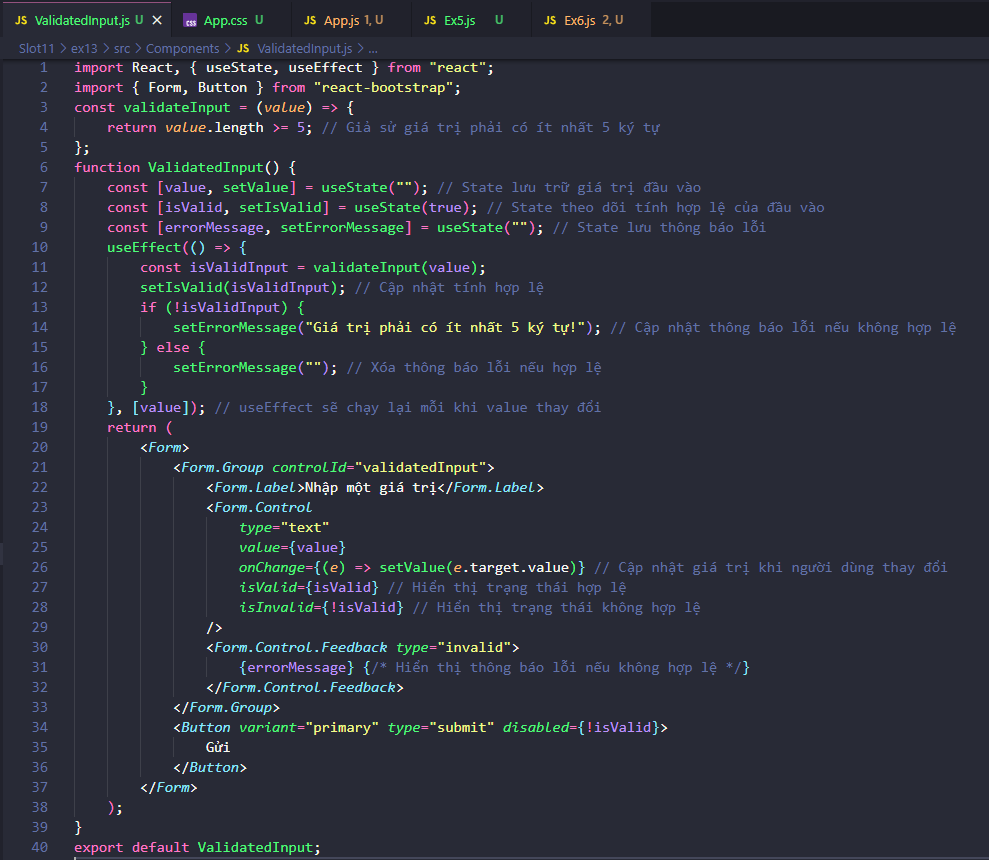 JS ValidatedInput.js U ✕ css App.css U JS App.js 1, U JS Ex5.js U JS Ex6.js 2, U
Slot11 > ex13 > src > Components > JS ValidatedInput.js > ...
1 import React, { useState, useEffect } from "react";
2 import { Form, Button } from "react-bootstrap";
3 const validateInput = (value) => {
4     return value.length >= 5; // Giả sử giá trị phải có ít nhất 5 ký tự
5 };
6 function ValidatedInput() {
7     const [value, setValue] = useState(""); // State lưu trữ giá trị đầu vào
8     const [isValid, setIsValid] = useState(true); // State theo dõi tính hợp lệ của đầu vào
9     const [errorMessage, setErrorMessage] = useState(""); // State lưu thông báo lỗi
10     useEffect(() => {
11         const isValidInput = validateInput(value);
12         setIsValid(isValidInput); // Cập nhật tính hợp lệ
13         if (!isValidInput) {
14             setErrorMessage("Giá trị phải có ít nhất 5 ký tự!"); // Cập nhật thông báo lỗi nếu không hợp lệ
15         } else {
16             setErrorMessage(""); // Xóa thông báo lỗi nếu hợp lệ
17         }
18     }, [value]); // useEffect sẽ chạy lại mỗi khi value thay đổi
19     return (
20         <Form>
21             <Form.Group controlId="validatedInput">
22                 <Form.Label>Nhập một giá trị</Form.Label>
23                 <Form.Control
24                     type="text"
25                     value={value}
26                     onChange={(e) => setValue(e.target.value)} // Cập nhật giá trị khi người dùng thay đổi
27                     isValid={isValid} // Hiển thị trạng thái hợp lệ
28                     isInvalid={!isValid} // Hiển thị trạng thái không hợp lệ
29                 />
30                 <Form.Control.Feedback type="invalid">
31                     {errorMessage} {/* Hiển thị thông báo lỗi nếu không hợp lệ */}
32                 </Form.Control.Feedback>
33             </Form.Group>
34             <Button variant="primary" type="submit" disabled={!isValid}>
35                 Gửi
36             </Button>
37         </Form>
38     );
39 }
40 export default ValidatedInput;